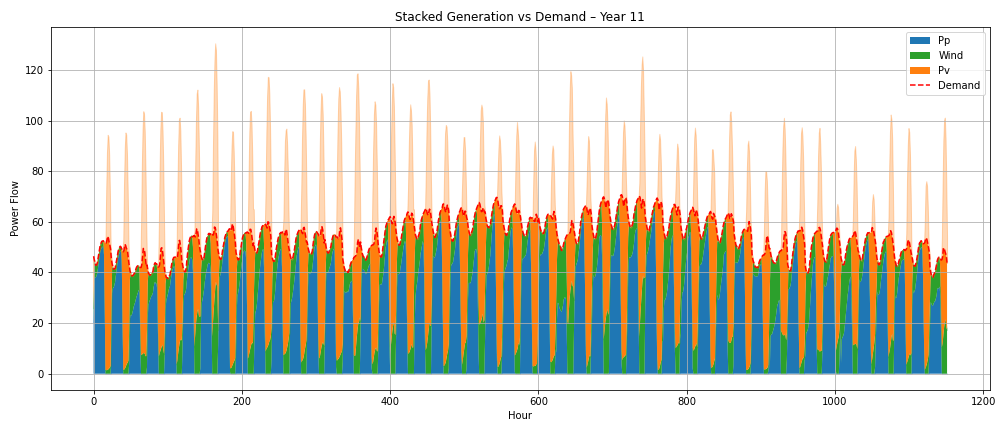 Stacked Generation vs Demand – Year 11
Pp
Wind
Pv
Demand
120
100
80
60
40
20
0
Power Flow
0 200 400 600 800 1000 1200
Hour